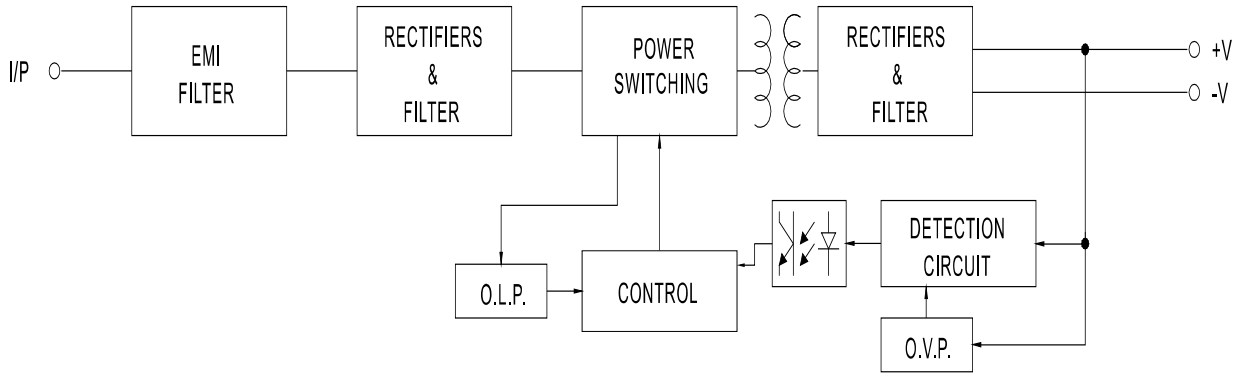 I/P
EMI
FILTER
RECTIFIERS
&
FILTER
POWER
SWITCHING
RECTIFIERS
&
FILTER
+V
-V
O.L.P.
CONTROL
DETECTION
CIRCUIT
O.V.P.